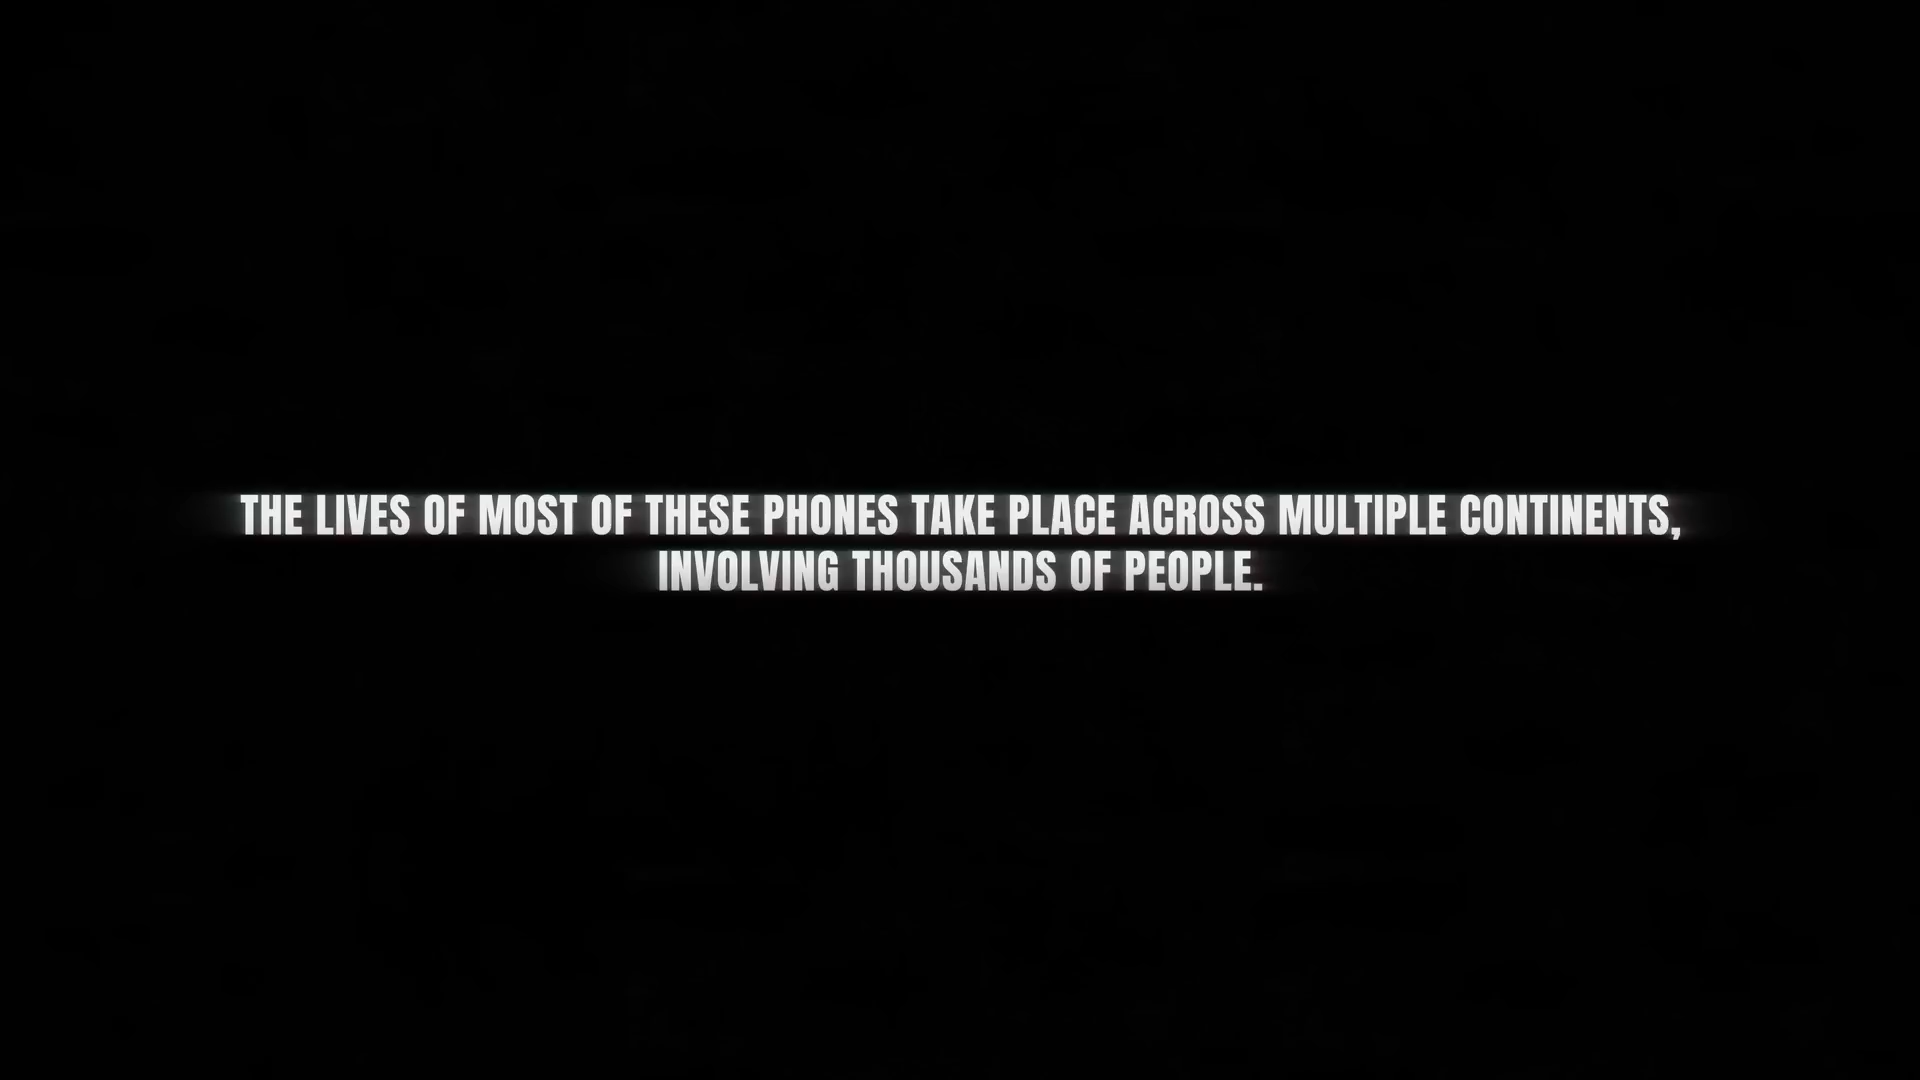 THE LIVES OF MOST OF THESE PHONES TAKE PLACE ACROSS MULTIPLE CONTINENTS,
INVOLVING THOUSANDS OF PEOPLE.